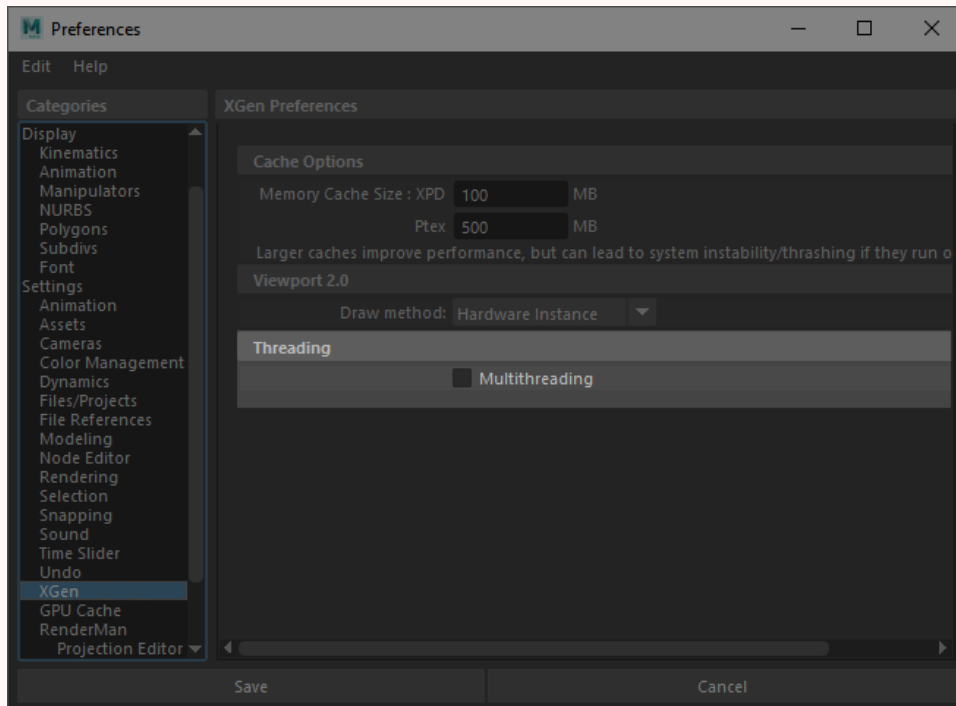 Preferences
Edit Help
Categories
Display
Kinematics
Animation
Manipulators
NURBS
Polygons
Subdivs
Font
Settings
Animation
Assets
Cameras
Color Management
Dynamics
Files/Projects
File References
Modeling
Node Editor
Rendering
Selection
Snapping
Sound
Time Slider
Undo
XGen
GPU Cache
RenderMan
Projection Editor
XGen Preferences
Cache Options
Memory Cache Size : XPD 100 MB
Ptex 500 MB
Larger caches improve performance, but can lead to system instability/thrashing if they run o
Viewport 2.0
Draw method: Hardware Instance
Threading
Multithreading
Save Cancel